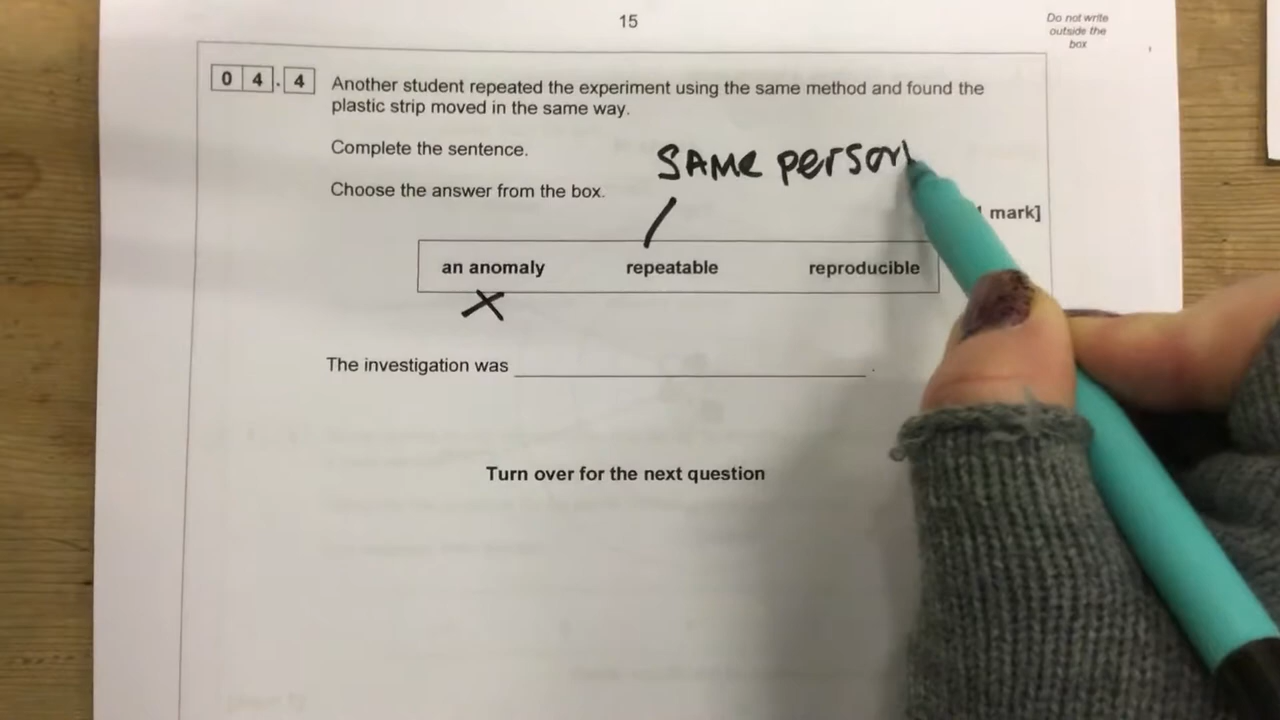 15
Do not write
outside the
box
0 4 . 4 Another student repeated the experiment using the same method and found the
plastic strip moved in the same way.
Complete the sentence.
SAME person
Choose the answer from the box.
mark]
an anomaly repeatable reproducible
The investigation was
Turn over for the next question